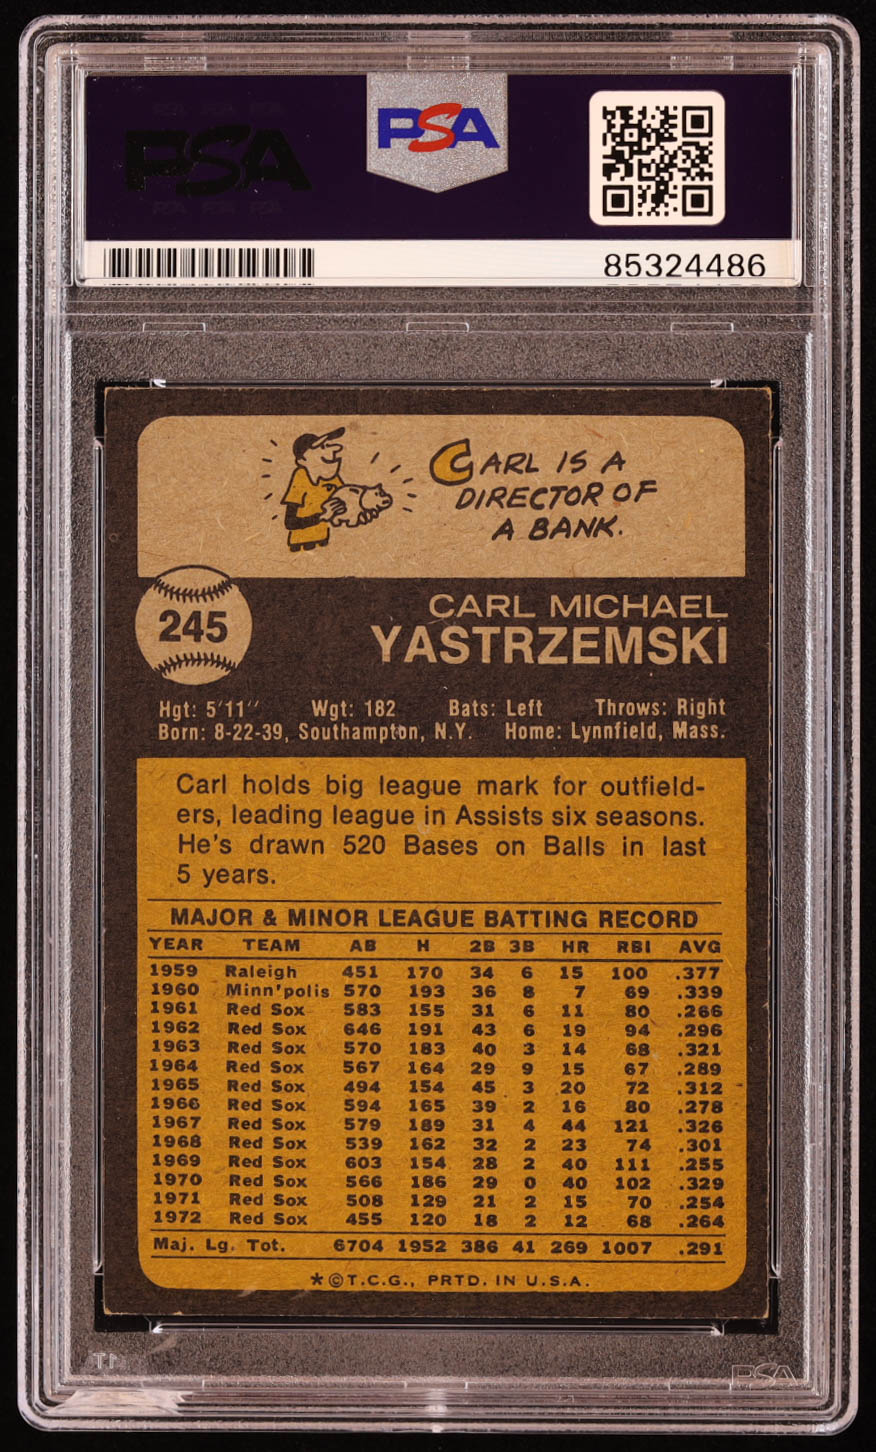 PSA
PSA
85324486
CARL IS A
DIRECTOR OF
A BANK.
245
CARL MICHAEL
YASTRZEMSKI
Hgt: 5'11" Wgt: 182 Bats: Left Throws: Right
Born: 8-22-39, Southampton, N.Y. Home: Lynnfield, Mass.
Carl holds big league mark for outfield-
ers, leading league in Assists six seasons.
He's drawn 520 Bases on Balls in last
5 years.
MAJOR & MINOR LEAGUE BATTING RECORD
YEAR TEAM AB H 2B 3B HR RBI AVG
1959 Raleigh 451 170 34 6 15 100 .377
1960 Minn'polis 570 193 36 8 7 69 .339
1961 Red Sox 583 155 31 6 11 80 .266
1962 Red Sox 646 191 43 6 19 94 .296
1963 Red Sox 570 183 40 3 14 68 .321
1964 Red Sox 567 164 29 9 15 67 .289
1965 Red Sox 494 154 45 3 20 72 .312
1966 Red Sox 594 165 39 2 16 80 .278
1967 Red Sox 579 189 31 4 44 121 .326
1968 Red Sox 539 162 32 2 23 74 .301
1969 Red Sox 603 154 28 2 40 111 .255
1970 Red Sox 566 186 29 0 40 102 .329
1971 Red Sox 508 129 21 2 15 70 .254
1972 Red Sox 455 120 18 2 12 68 .264
Maj. Lg. Tot. 6704 1952 386 41 269 1007 .291
*©T.C.G., PRTD. IN U.S.A.
PSA